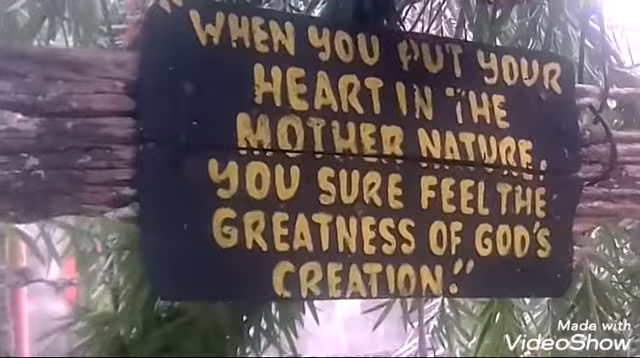 "WHEN YOU PUT YOUR
HEART IN THE
MOTHER NATURE,
YOU SURE FEEL THE
GREATNESS OF GOD'S
CREATION."
Made with
VideoShow